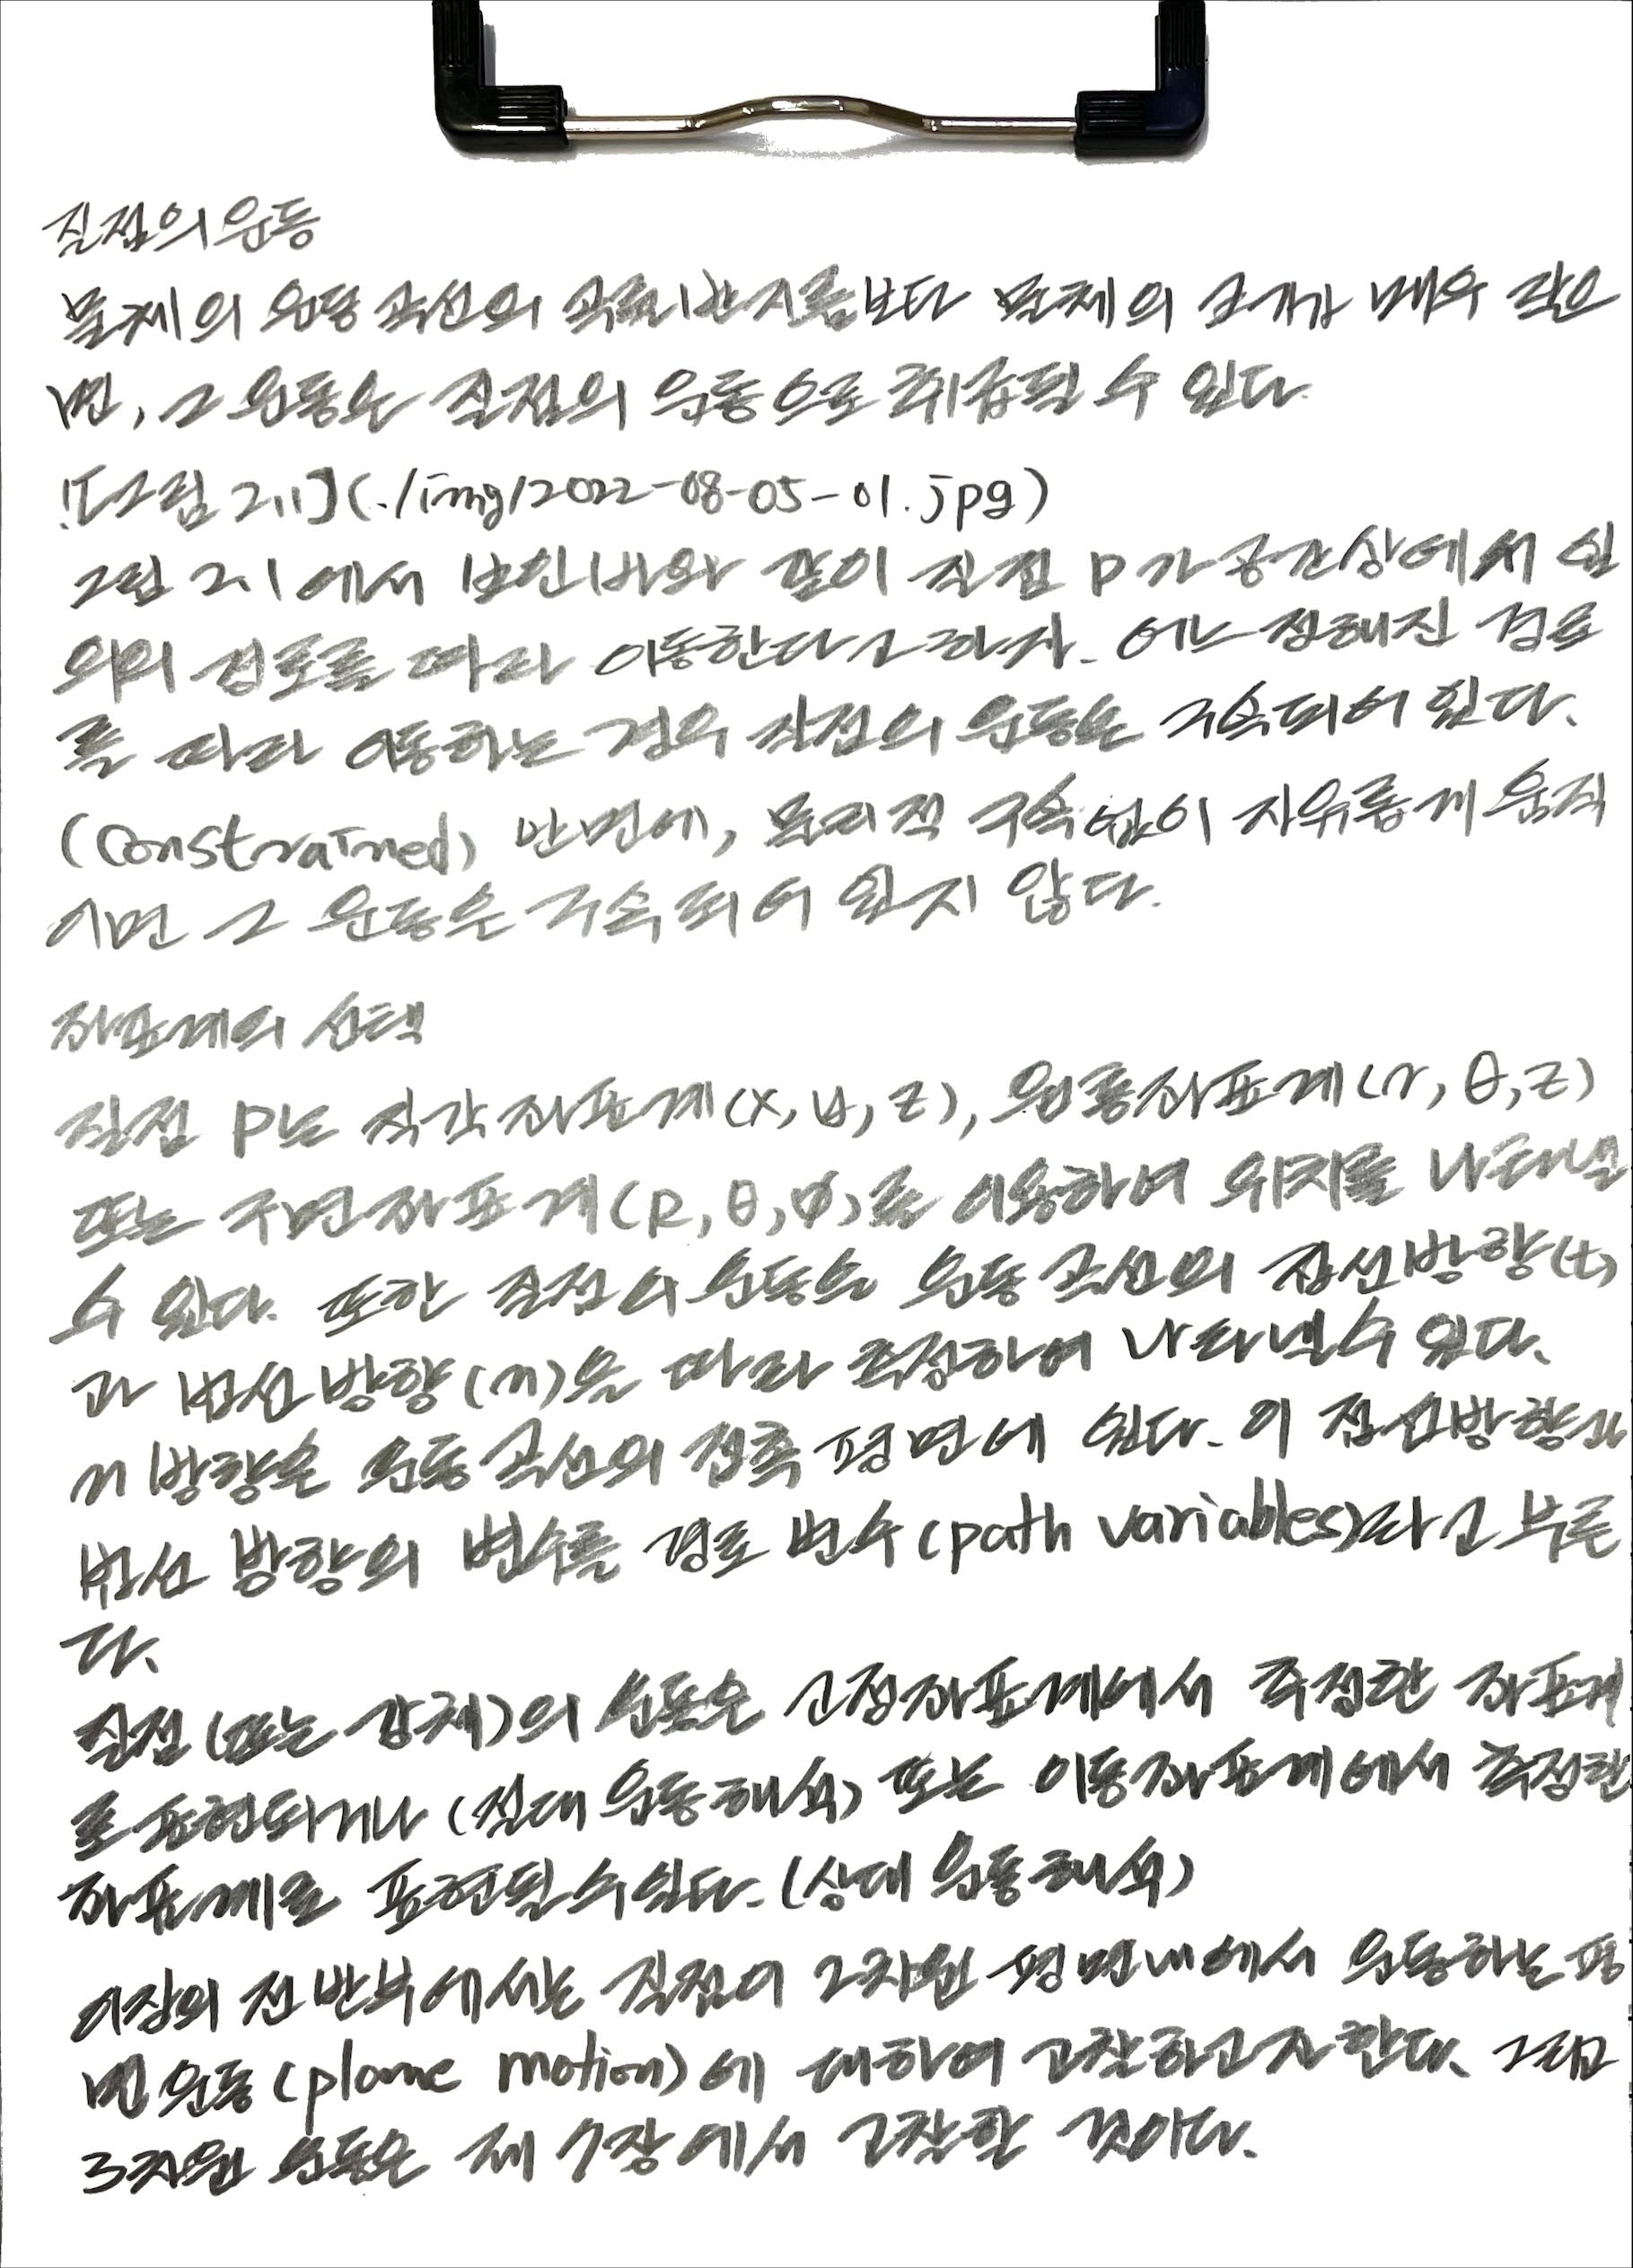 질점의 운동
물체의 운동 곡선의 곡률반지름보다 물체의 크기가 매우 작으
면, 그 운동은 질점의 운동으로 취급될 수 있다.
![그림 2.1](./img/2022-08-05-01.jpg)
그림 2.1에서 보인바와 같이 질점 P가 공간상에서 임
의의 경로를 따라 이동한다고 하자. 어느 정해진 경로
를 따라 이동하는 경우 질점의 운동은 구속되어 있다.
(constrained) 반면에, 물리적 구속 없이 자유롭게 움직
이면 그 운동은 구속되어 있지 않다.
좌표계의 선택
질점 P는 직각좌표계(x, y, z), 원통좌표계(r, θ, z)
또는 구면좌표계(R, θ, φ)를 이용하여 위치를 나타낼
수 있다. 또한 질점의 운동은 운동 곡선의 접선방향(t)
과 법선 방향(n)을 따라 측정하여 나타낼수 있다.
n방향은 운동 곡선의 접촉 평면에 있다. 이 접선방향과
법선 방향의 변수를 경로 변수(path variables)라고 부른
다.
질점(또는 강체)의 운동은 고정좌표계에서 측정한 좌표계
로 표현되거나 (절대 운동 해석) 또는 이동좌표계에서 측정한
좌표계로 표현될 수 있다. (상대 운동 해석)
이장의 전반부에서는 질점이 2차원 평면내에서 운동하는 평
면 운동(plane motion)에 대하여 고찰하고자 한다. 그리고
3차원 운동은 제 7장에서 고찰할 것이다.